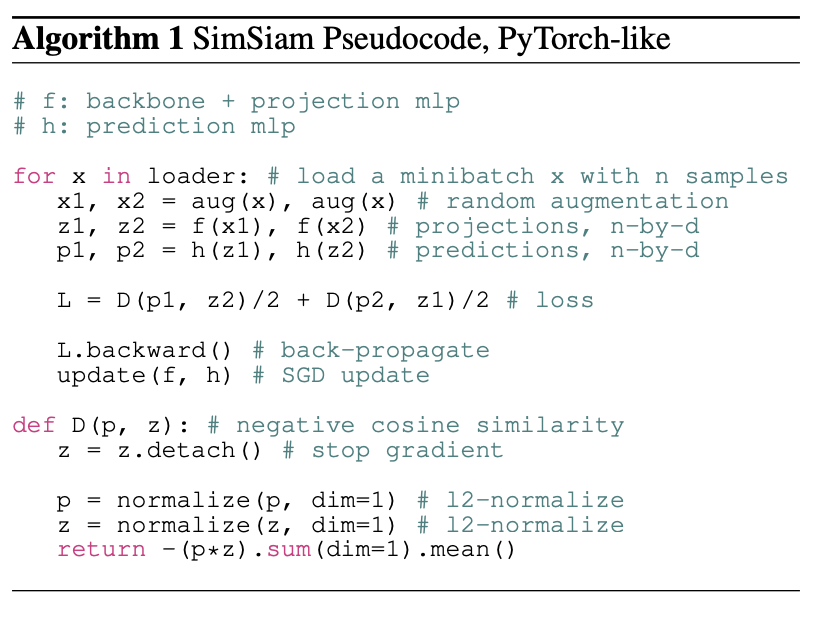 Algorithm 1 SimSiam Pseudocode, PyTorch-like
# f: backbone + projection mlp
# h: prediction mlp
for x in loader: # load a minibatch x with n samples
x1, x2 = aug(x), aug(x) # random augmentation
z1, z2 = f(x1), f(x2) # projections, n-by-d
p1, p2 = h(z1), h(z2) # predictions, n-by-d
L = D(p1, z2)/2 + D(p2, z1)/2 # loss
L.backward() # back-propagate
update(f, h) # SGD update
def D(p, z): # negative cosine similarity
z = z.detach() # stop gradient
p = normalize(p, dim=1) # l2-normalize
z = normalize(z, dim=1) # l2-normalize
return -(p*z).sum(dim=1).mean()